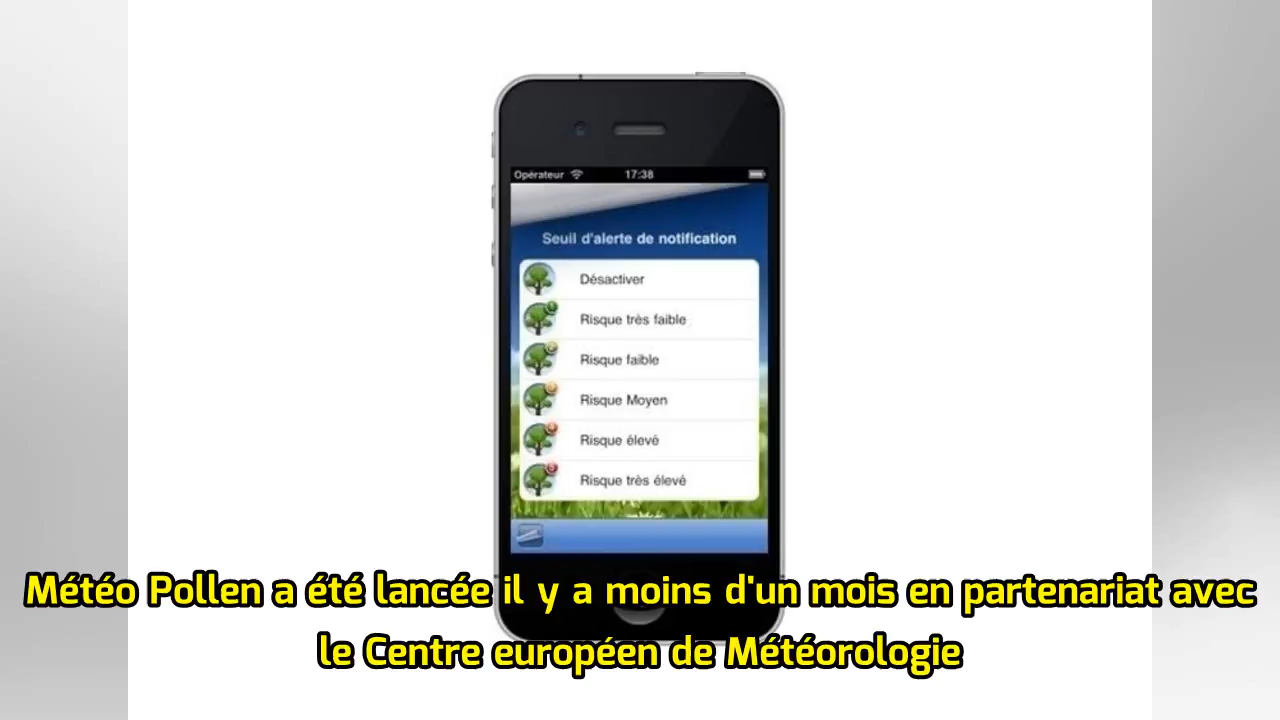 Opérateur 17:38
Seuil d'alerte de notification
Désactiver
Risque très faible
Risque faible
Risque Moyen
Risque élevé
Risque très élevé
Météo Pollen a été lancée il y a moins d'un mois en partenariat avec
le Centre européen de Météorologie